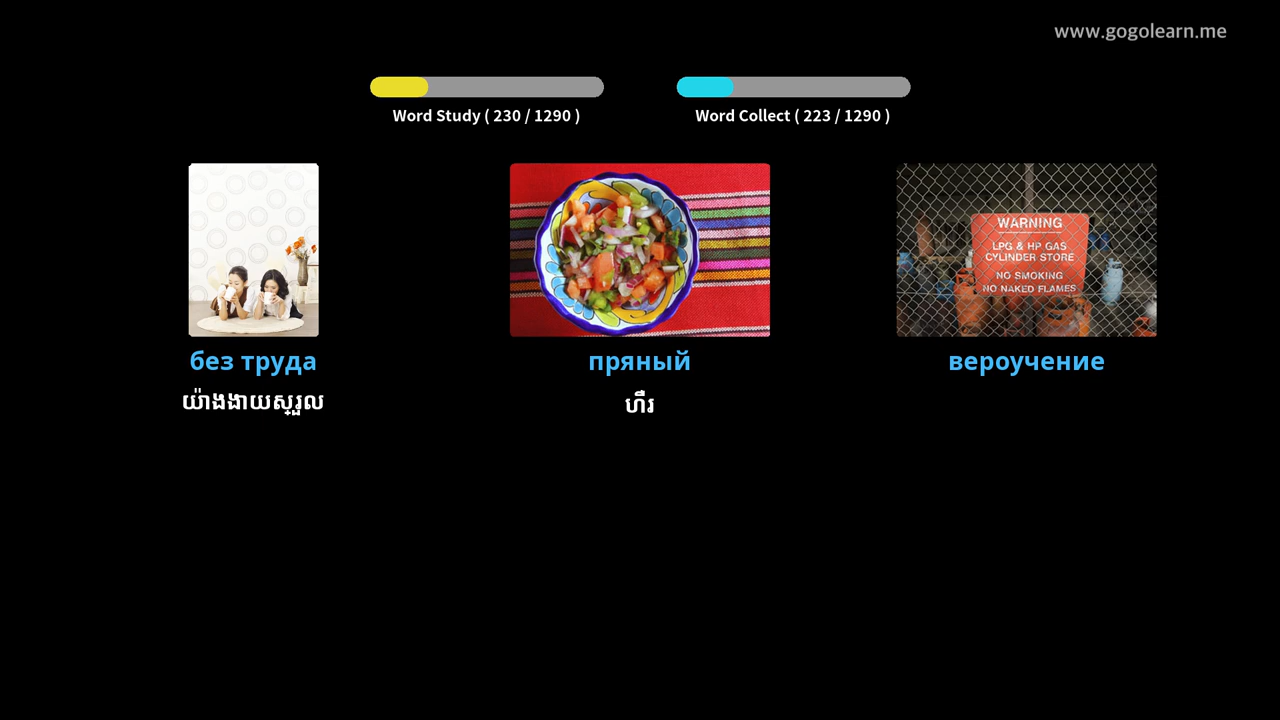 www.gogolearn.me
Word Study ( 230 / 1290 )
Word Collect ( 223 / 1290 )
WARNING
LPG & HP GAS
CYLINDER STORE
NO SMOKING
NO NAKED FLAMES
без труда
пряный
вероучение
យ៉ាងងាយស្រួល
ហឹរ